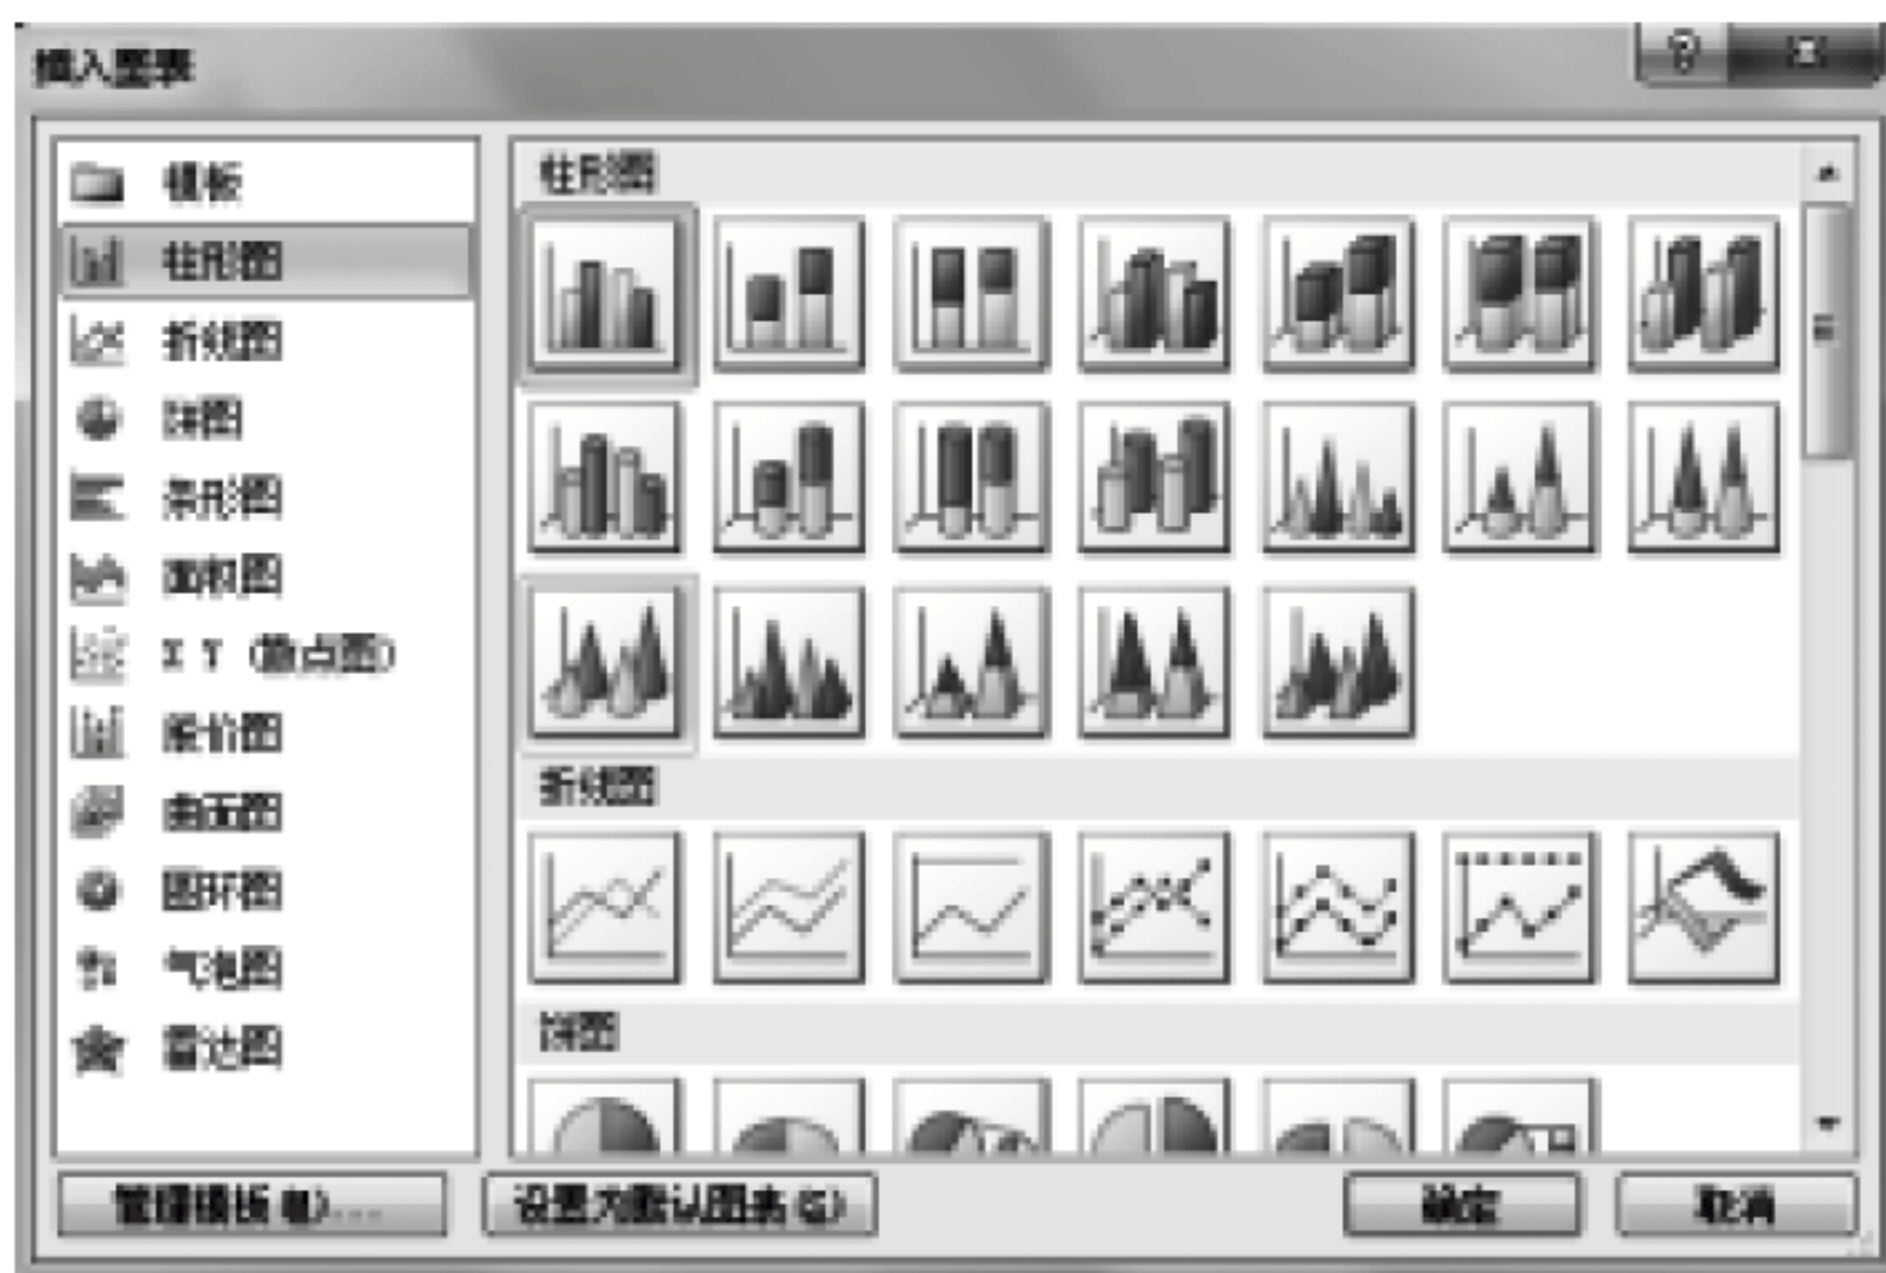 插入图表
模板
柱形图
折线图
饼图
条形图
面积图
X Y (散点图)
股价图
曲面图
圆环图
气泡图
雷达图
柱形图
折线图
饼图
管理模板(M)...
设置为默认图表(S)
确定
取消